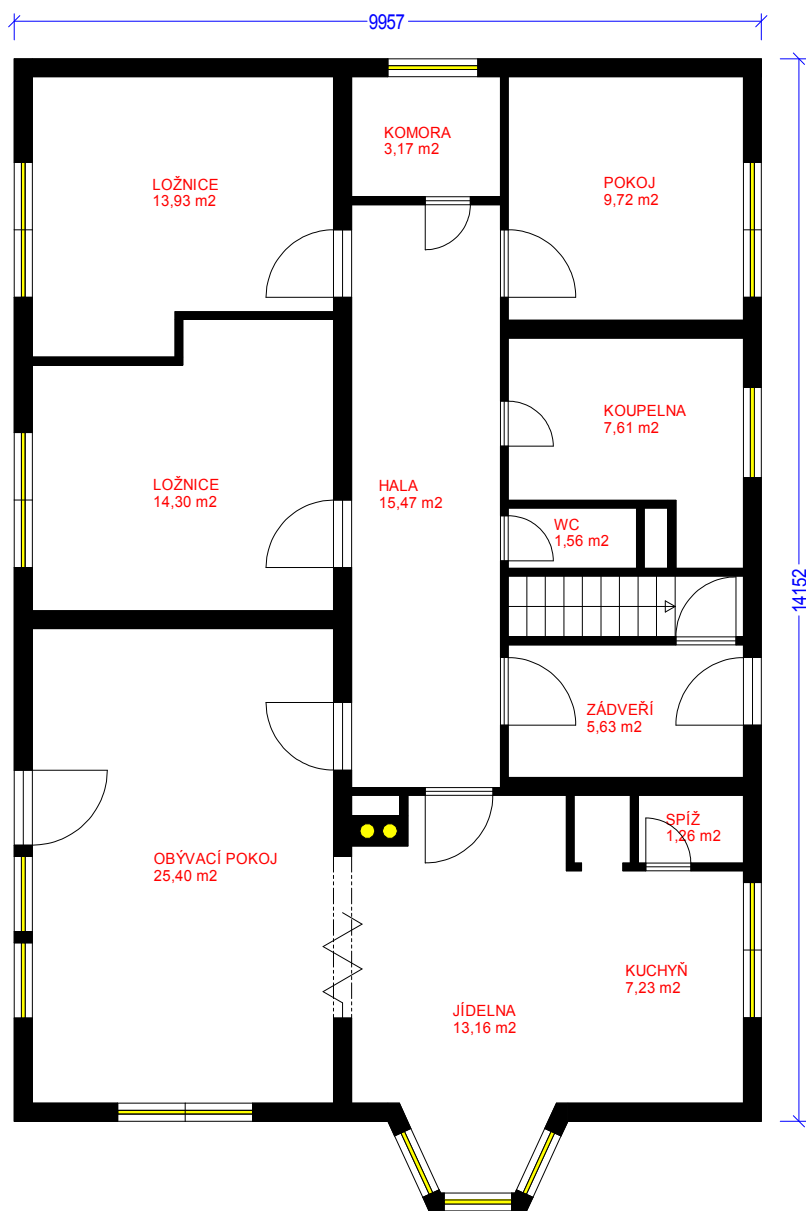 9957
KOMORA
3,17 m2
LOŽNICE
13,93 m2
POKOJ
9,72 m2
KOUPELNA
7,61 m2
LOŽNICE
14,30 m2
HALA
15,47 m2
WC
1,56 m2
14152
ZÁDVEŘÍ
5,63 m2
SPÍŽ
1,26 m2
OBÝVACÍ POKOJ
25,40 m2
KUCHYŇ
7,23 m2
JÍDELNA
13,16 m2